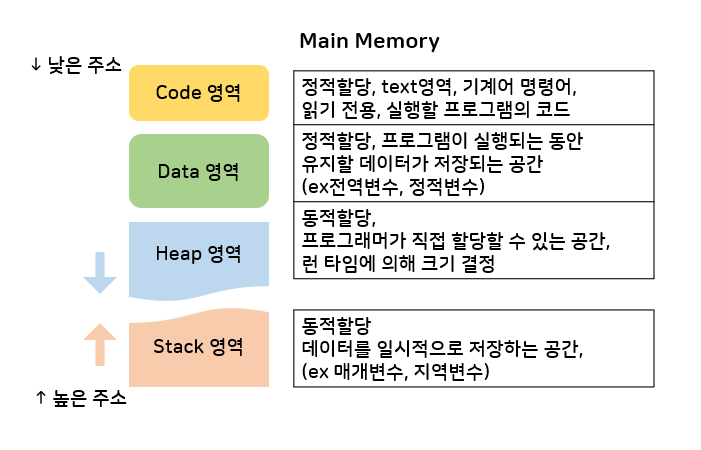 Main Memory
↓ 낮은 주소
Code 영역
정적할당, text영역, 기계어 명령어,
읽기 전용, 실행할 프로그램의 코드
Data 영역
정적할당, 프로그램이 실행되는 동안
유지할 데이터가 저장되는 공간
(ex전역변수, 정적변수)
Heap 영역
동적할당,
프로그래머가 직접 할당할 수 있는 공간,
런 타임에 의해 크기 결정
Stack 영역
동적할당
데이터를 일시적으로 저장하는 공간,
(ex 매개변수, 지역변수)
↑ 높은 주소